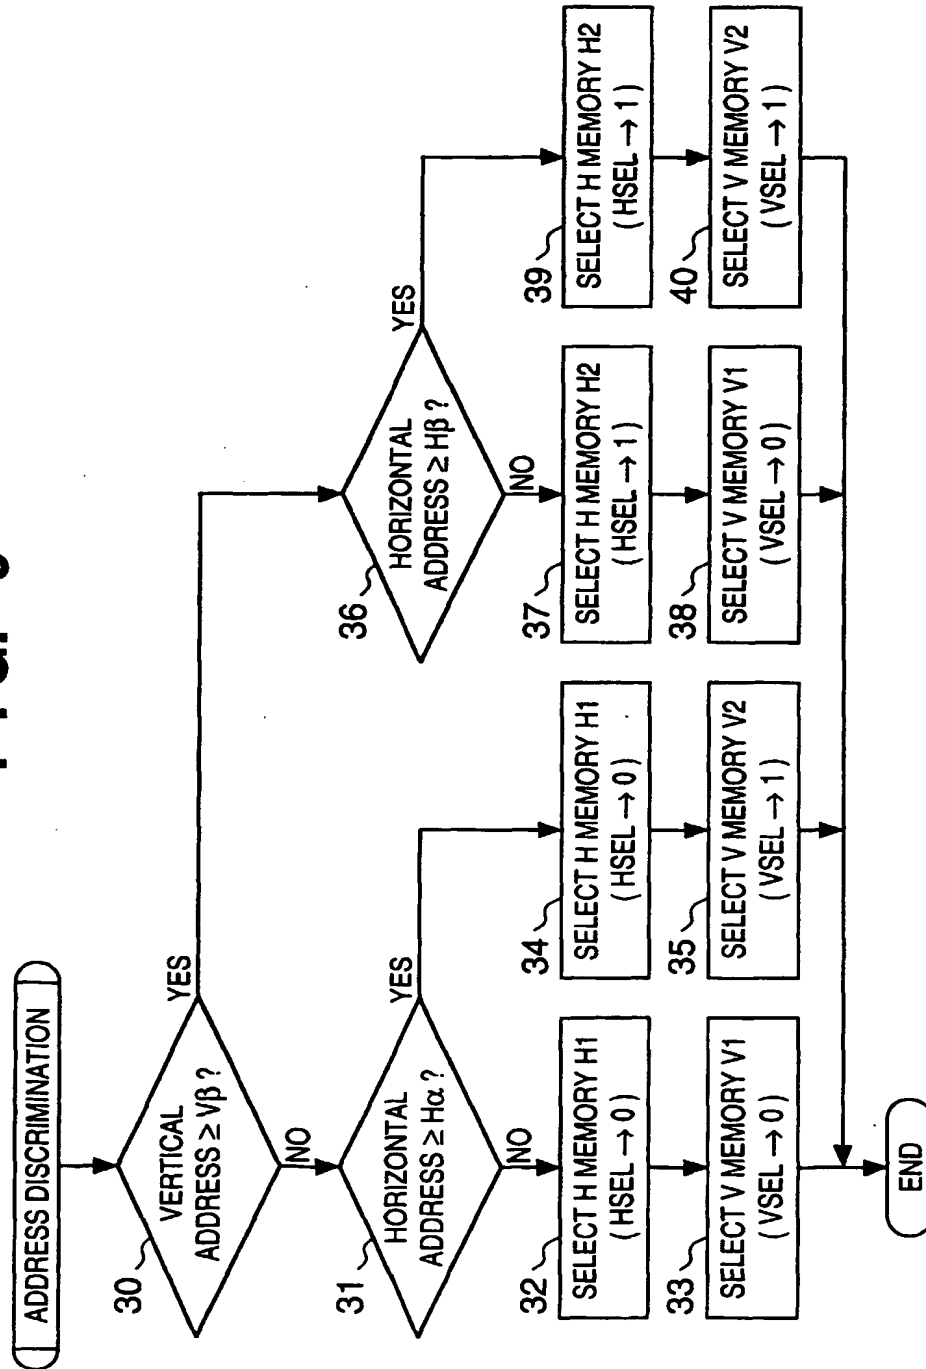 ADDRESS DISCRIMINATION
30
VERTICAL
ADDRESS ≥ Vβ ?
YES
NO
31
HORIZONTAL
ADDRESS ≥ Hα ?
YES
NO
36
HORIZONTAL
ADDRESS ≥ Hβ ?
YES
NO
32
SELECT H MEMORY H1
( HSEL → 0 )
33
SELECT V MEMORY V1
( VSEL → 0 )
34
SELECT H MEMORY H1
( HSEL → 0 )
35
SELECT V MEMORY V2
( VSEL → 1 )
37
SELECT H MEMORY H2
( HSEL → 1 )
38
SELECT V MEMORY V1
( VSEL → 0 )
39
SELECT H MEMORY H2
( HSEL → 1 )
40
SELECT V MEMORY V2
( VSEL → 1 )
END